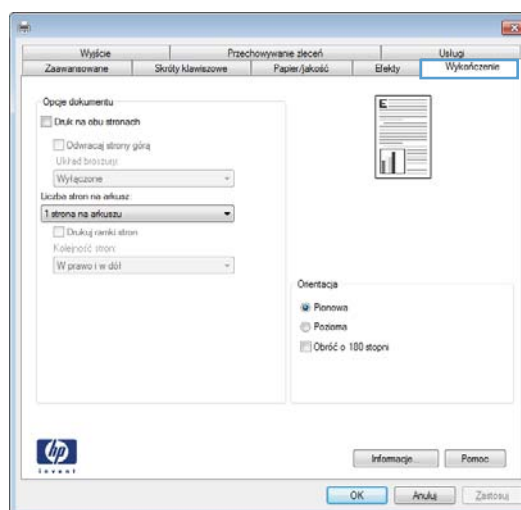 Wyjście Przechowywanie zleceń Usługi
Zaawansowane Skróty klawiszowe Papier/jakość Efekty Wykończenie
Opcje dokumentu
Druk na obu stronach
Odwracaj strony górą
Układ broszury:
Wyłączone
Liczba stron na arkusz:
1 strona na arkuszu
Drukuj ramki stron
Kolejność stron:
W prawo i w dół
E
Orientacja
Pionowa
Pozioma
Obróć o 180 stopni
hp
invent
Informacje... Pomoc
OK Anuluj Zastosuj